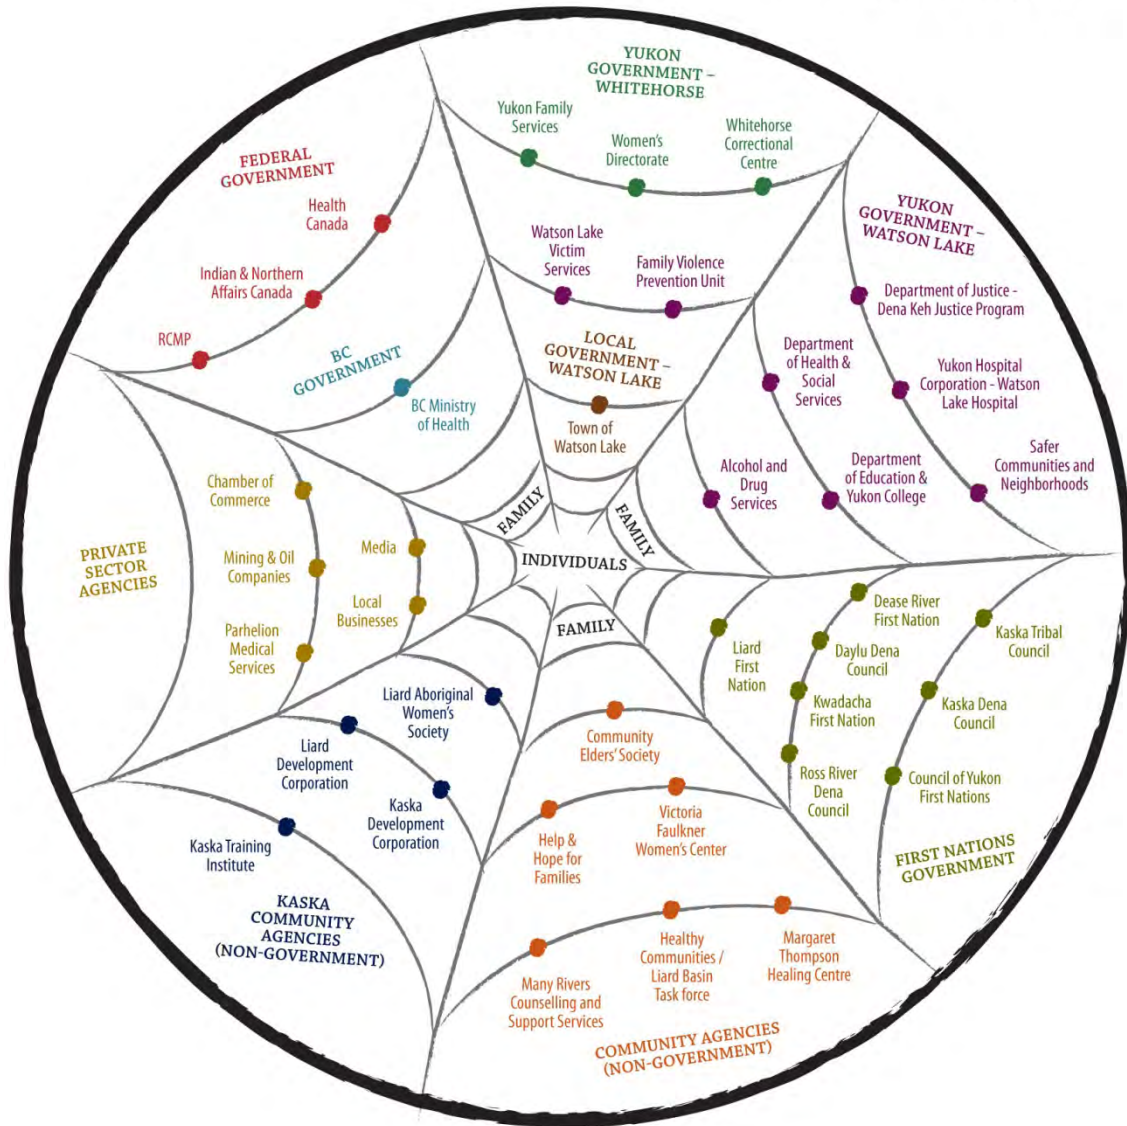 YUKON
GOVERNMENT –
WHITEHORSE
Yukon Family
Services
Women's
Directorate
Whitehorse
Correctional
Centre
FEDERAL
GOVERNMENT
Health
Canada
Indian & Northern
Affairs Canada
RCMP
BC
GOVERNMENT
BC Ministry
of Health
Watson Lake
Victim
Services
Family Violence
Prevention Unit
LOCAL
GOVERNMENT –
WATSON LAKE
Town of
Watson Lake
YUKON
GOVERNMENT –
WATSON LAKE
Department of Justice -
Dena Keh Justice Program
Department
of Health &
Social
Services
Yukon Hospital
Corporation - Watson
Lake Hospital
Alcohol and
Drug
Services
Department
of Education &
Yukon College
Safer
Communities and
Neighborhoods
PRIVATE
SECTOR
AGENCIES
Chamber of
Commerce
Mining & Oil
Companies
Parhelion
Medical
Services
Media
Local
Businesses
FAMILY
FAMILY
INDIVIDUALS
FAMILY
Liard
First
Nation
Dease River
First Nation
Daylu Dena
Council
Kwadacha
First Nation
Ross River
Dena
Council
Kaska Tribal
Council
Kaska Dena
Council
Council of Yukon
First Nations
FIRST NATIONS
GOVERNMENT
Liard Aboriginal
Women's
Society
Liard
Development
Corporation
Kaska
Development
Corporation
Kaska Training
Institute
KASKA
COMMUNITY
AGENCIES
(NON-GOVERNMENT)
Community
Elders' Society
Help &
Hope for
Families
Victoria
Faulkner
Women's Center
Many Rivers
Counselling and
Support Services
Healthy
Communities /
Liard Basin
Task force
Margaret
Thompson
Healing Centre
COMMUNITY AGENCIES
(NON-GOVERNMENT)